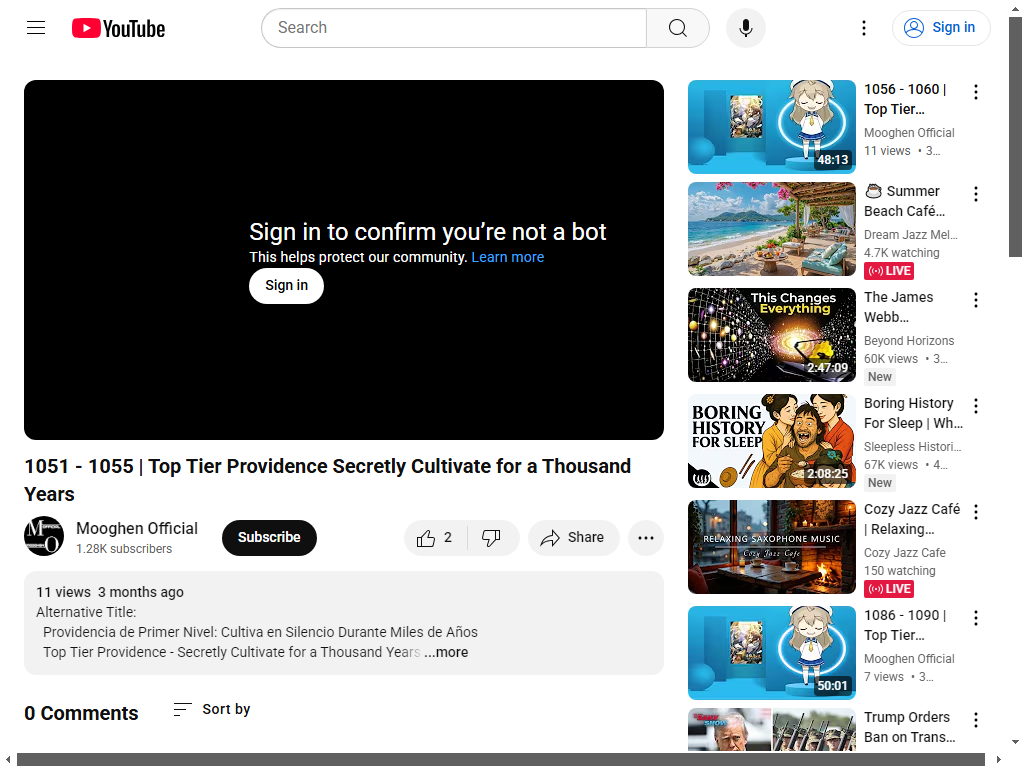 YouTube
Search
Sign in
Sign in to confirm you’re not a bot
This helps protect our community. Learn more
Sign in
1051 - 1055 | Top Tier Providence Secretly Cultivate for a Thousand
Years
Mooghen Official
1.28K subscribers
Subscribe
2
Share
11 views 3 months ago
Alternative Title:
Providencia de Primer Nivel: Cultiva en Silencio Durante Miles de Años
Top Tier Providence - Secretly Cultivate for a Thousand Years ...more
0 Comments
Sort by
48:13
1056 - 1060 |
Top Tier…
Mooghen Official
11 views • 3…
Summer
Beach Café…
Dream Jazz Mel…
4.7K watching
LIVE
This Changes
Everything
2:47:09
The James
Webb…
Beyond Horizons
60K views • 3…
New
BORING
HISTORY
FOR SLEEP
2:08:25
Boring History
For Sleep | Wh…
Sleepless Histori…
67K views • 4…
New
RELAXING SAXOPHONE MUSIC
Cozy Jazz Cafe
Cozy Jazz Café
| Relaxing…
Cozy Jazz Cafe
150 watching
LIVE
50:01
1086 - 1090 |
Top Tier…
Mooghen Official
7 views • 3…
Trump Orders
Ban on Trans…